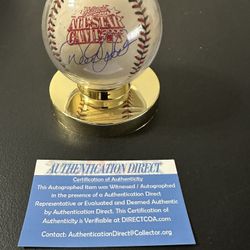 ALL★STAR
GAME
AUTHENTICATION DIRECT
Certification of Authenticity
This Autographed Item was Witnessed / Autographed
in the presence of a Authentication Direct
Representative or Evaluated and Deemed Authentic
by Authentication Direct. This Certification of
Authenticity is Verifiable at DIRECTCOA.com
Contact: AuthenticationDirect@Collector.org